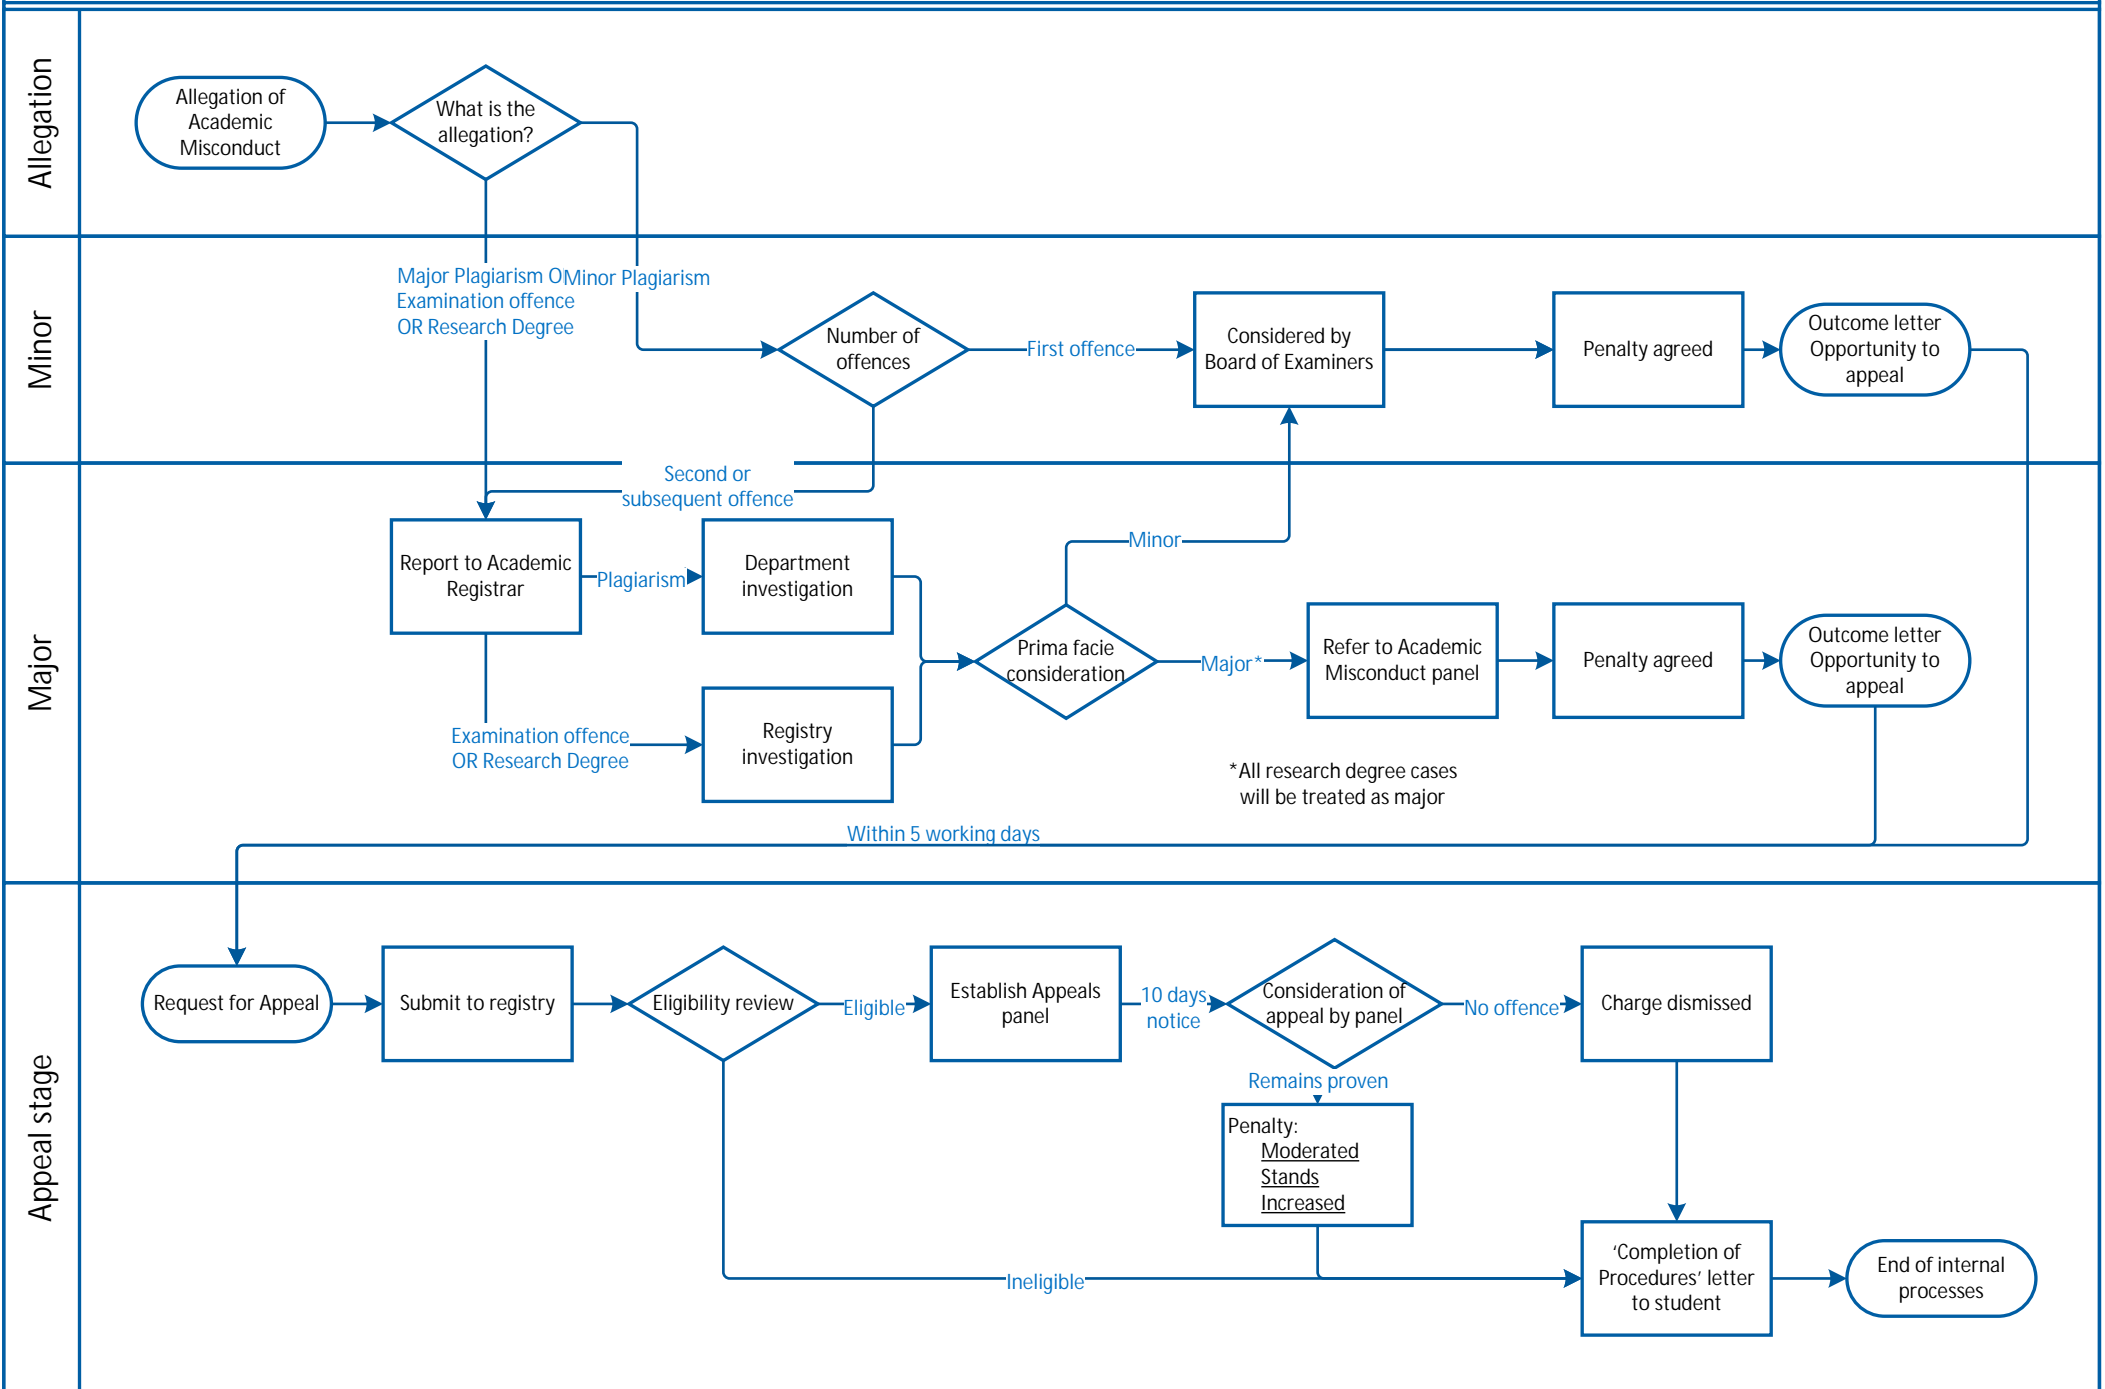 Allegation
Allegation of
Academic
Misconduct
What is the
allegation?
Minor
Major Plagiarism O
Examination offence
OR Research Degree
Minor Plagiarism
Number of
offences
First offence
Considered by
Board of Examiners
Penalty agreed
Outcome letter
Opportunity to
appeal
Major
Second or
subsequent offence
Report to Academic
Registrar
Plagiarism
Department
investigation
Examination offence
OR Research Degree
Registry
investigation
Prima facie
consideration
Minor
Major*
Refer to Academic
Misconduct panel
Penalty agreed
Outcome letter
Opportunity to
appeal
*All research degree cases
will be treated as major
Within 5 working days
Appeal stage
Request for Appeal
Submit to registry
Eligibility review
Eligible
Establish Appeals
panel
10 days
notice
Consideration of
appeal by panel
No offence
Charge dismissed
Remains proven
Penalty:
Moderated
Stands
Increased
Ineligible
‘Completion of
Procedures’ letter
to student
End of internal
processes